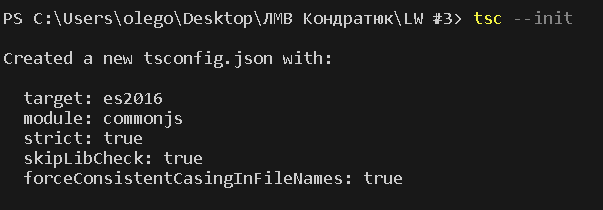 PS C:\Users\olego\Desktop\ЛМВ Кондратюк\LW #3> tsc --init
Created a new tsconfig.json with:
target: es2016
module: commonjs
strict: true
skipLibCheck: true
forceConsistentCasingInFileNames: true